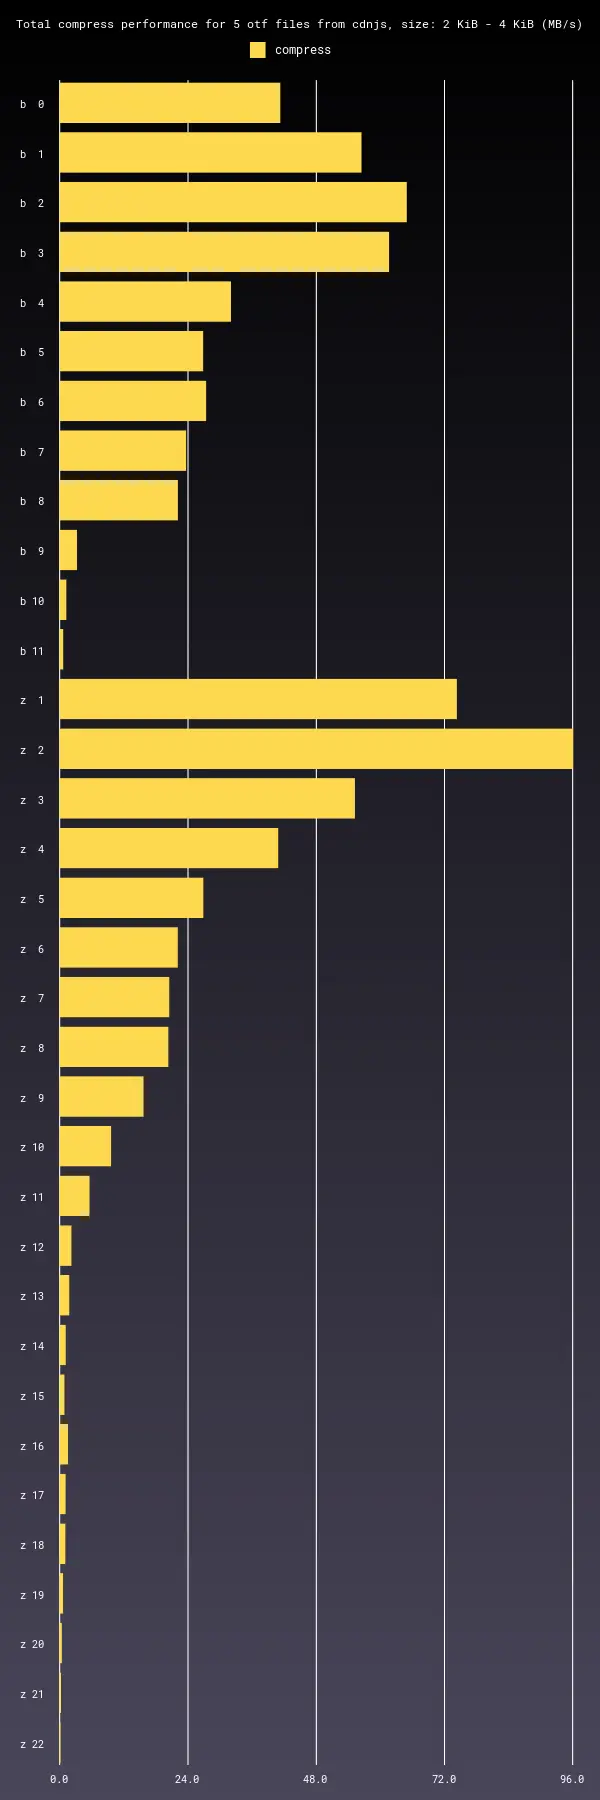 Total compress performance for 5 otf files from cdnjs, size: 2 KiB - 4 KiB (MB/s)
compress
b 0
b 1
b 2
b 3
b 4
b 5
b 6
b 7
b 8
b 9
b 10
b 11
z 1
z 2
z 3
z 4
z 5
z 6
z 7
z 8
z 9
z 10
z 11
z 12
z 13
z 14
z 15
z 16
z 17
z 18
z 19
z 20
z 21
z 22
0.0 24.0 48.0 72.0 96.0